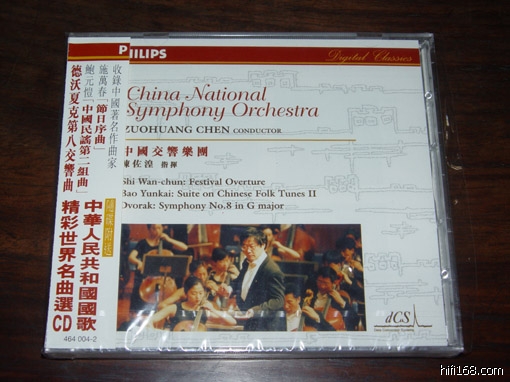 PHILIPS
Digital Classics
China National
Symphony Orchestra
ZUOHUANG CHEN CONDUCTOR
中國交響樂團
陳佐湟 指揮
Shi Wan-chun: Festival Overture
Bao Yunkai: Suite on Chinese Folk Tunes II
Dvorak: Symphony No.8 in G major
收錄中國著名作曲家
施萬春「節日序曲」
鮑元愷「中國民謠第二組曲」
德沃夏克第八交響曲
中華人民共和國國歌
精彩世界名曲選CD
464 004-2
dCS
hifi168.com